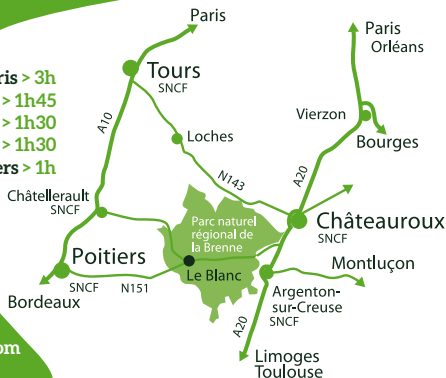 Paris
Paris
Orléans
ris > 3h
> 1h45
> 1h30
> 1h30
ers > 1h
Tours
SNCF
A10
Loches
N143
Vierzon
Bourges
A20
Châtellerault
SNCF
Parc naturel
régional de
la Brenne
Châteauroux
SNCF
Poitiers
SNCF
N151
Le Blanc
Montluçon
Bordeaux
Argenton-
sur-Creuse
SNCF
A20
Limoges
Toulouse
om